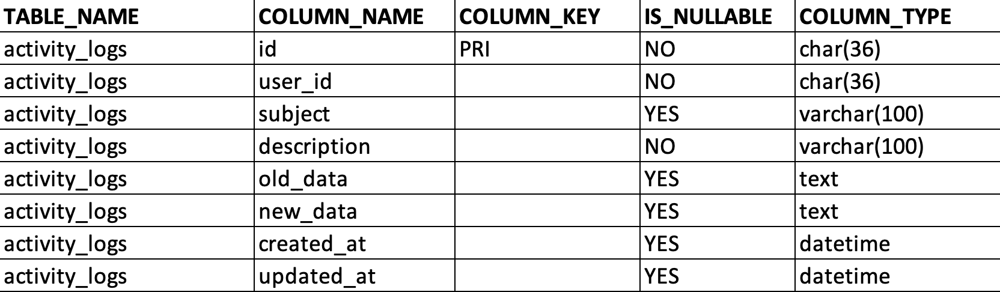 TABLE_NAME COLUMN_NAME COLUMN_KEY IS_NULLABLE COLUMN_TYPE
activity_logs id PRI NO char(36)
activity_logs user_id NO char(36)
activity_logs subject YES varchar(100)
activity_logs description NO varchar(100)
activity_logs old_data YES text
activity_logs new_data YES text
activity_logs created_at YES datetime
activity_logs updated_at YES datetime